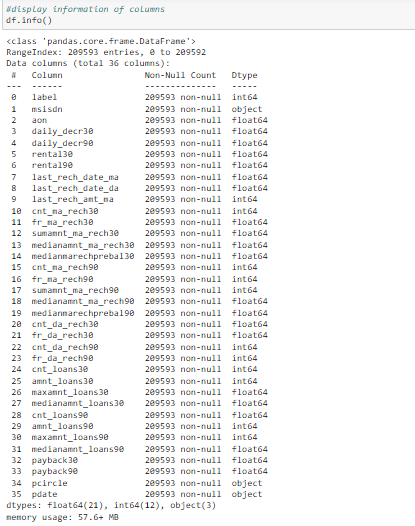 #display information of columns
df.info()
<class 'pandas.core.frame.DataFrame'>
RangeIndex: 209593 entries, 0 to 209592
Data columns (total 36 columns):
 #   Column                Non-Null Count   Dtype
---  ------                --------------   -----
 0   label                 209593 non-null  int64
 1   msisdn                209593 non-null  object
 2   aon                   209593 non-null  float64
 3   daily_decr30          209593 non-null  float64
 4   daily_decr90          209593 non-null  float64
 5   rental30              209593 non-null  float64
 6   rental90              209593 non-null  float64
 7   last_rech_date_ma     209593 non-null  float64
 8   last_rech_date_da     209593 non-null  float64
 9   last_rech_amt_ma      209593 non-null  int64
 10  cnt_ma_rech30         209593 non-null  int64
 11  fr_ma_rech30          209593 non-null  float64
 12  sumamnt_ma_rech30     209593 non-null  float64
 13  medianamnt_ma_rech30  209593 non-null  float64
 14  medianmarechprebal30  209593 non-null  float64
 15  cnt_ma_rech90         209593 non-null  int64
 16  fr_ma_rech90          209593 non-null  int64
 17  sumamnt_ma_rech90     209593 non-null  int64
 18  medianamnt_ma_rech90  209593 non-null  float64
 19  medianmarechprebal90  209593 non-null  float64
 20  cnt_da_rech30         209593 non-null  float64
 21  fr_da_rech30          209593 non-null  float64
 22  cnt_da_rech90         209593 non-null  int64
 23  fr_da_rech90          209593 non-null  int64
 24  cnt_loans30           209593 non-null  int64
 25  amnt_loans30          209593 non-null  int64
 26  maxamnt_loans30       209593 non-null  float64
 27  medianamnt_loans30    209593 non-null  float64
 28  cnt_loans90           209593 non-null  float64
 29  amnt_loans90          209593 non-null  int64
 30  maxamnt_loans90       209593 non-null  int64
 31  medianamnt_loans90    209593 non-null  float64
 32  payback30             209593 non-null  float64
 33  payback90             209593 non-null  float64
 34  pcircle               209593 non-null  object
 35  pdate                 209593 non-null  object
dtypes: float64(21), int64(12), object(3)
memory usage: 57.6+ MB